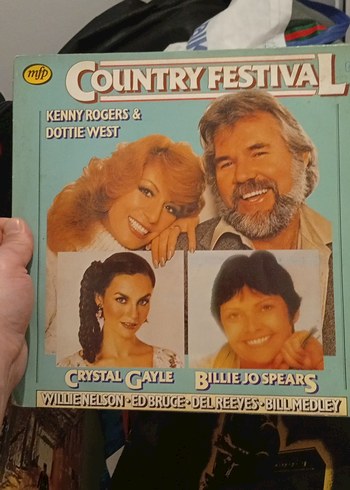 mfp
COUNTRY FESTIVAL
KENNY ROGERS &
DOTTIE WEST
CRYSTAL GAYLE
BILLIE JO SPEARS
WILLIE NELSON • ED BRUCE • DEL REEVES • BILL MEDLEY